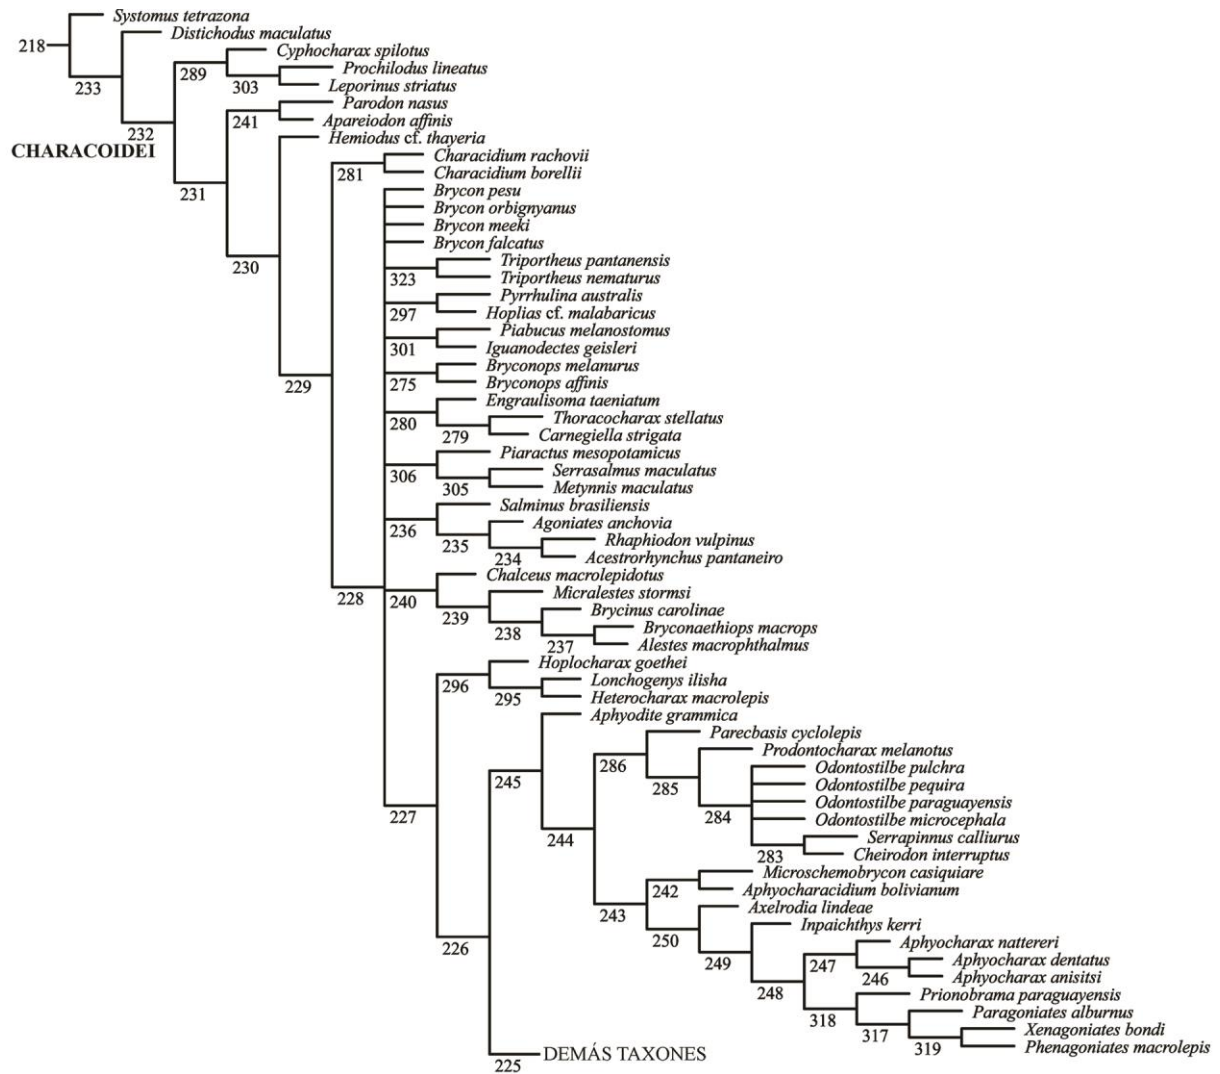 Systomus tetrazona
218
Distichodus maculatus
Cyphocharax spilotus
289
Prochilodus lineatus
233
303
Leporinus striatus
Parodon nasus
241
Apareiodon affinis
232
Hemiodus cf. thayeria
CHARACOIDEI
Characidium rachovii
281
Characidium borellii
231
Brycon pesu
Brycon orbignyanus
Brycon meeki
Brycon falcatus
230
Triportheus pantanensis
323
Triportheus nematurus
Pyrrhulina australis
297
Hoplias cf. malabaricus
Piabucus melanostomus
301
Iguanodectes geisleri
Bryconops melanurus
229
275
Bryconops affinis
Engraulisoma taeniatum
280
Thoracocharax stellatus
279
Carnegiella strigata
Piaractus mesopotamicus
306
Serrasalmus maculatus
305
Metynnis maculatus
Salminus brasiliensis
236
Agoniates anchovia
235
Rhaphiodon vulpinus
234
Acestrorhynchus pantaneiro
Chalceus macrolepidotus
228
240
Micralestes stormsi
239
Brycinus carolinae
238
Bryconaethiops macrops
237
Alestes macrophthalmus
Hoplocharax goethei
296
Lonchogenys ilisha
295
Heterocharax macrolepis
Aphyodite grammica
Parecbasis cyclolepis
286
Prodontocharax melanotus
245
Odontostilbe pulchra
285
Odontostilbe pequira
Odontostilbe paraguayensis
227
284
Odontostilbe microcephala
244
Serrapinnus calliurus
283
Cheirodon interruptus
Microschemobrycon casiquiare
242
Aphyocharacidium bolivianum
243
Axelrodia lindeae
250
Inpaichthys kerri
226
249
247
Aphyocharax nattereri
Aphyocharax dentatus
246
Aphyocharax anisitsi
248
Prionobrama paraguayensis
318
Paragoniates alburnus
317
Xenagoniates bondi
319
Phenagoniates macrolepis
225
DEMÁS TAXONES